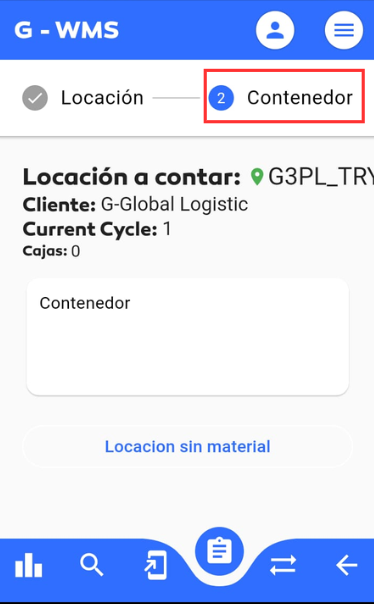 G - WMS
Locación 2 Contenedor
Locación a contar: G3PL_TRY
Cliente: G-Global Logistic
Current Cycle: 1
Cajas: 0
Contenedor
Locacion sin material